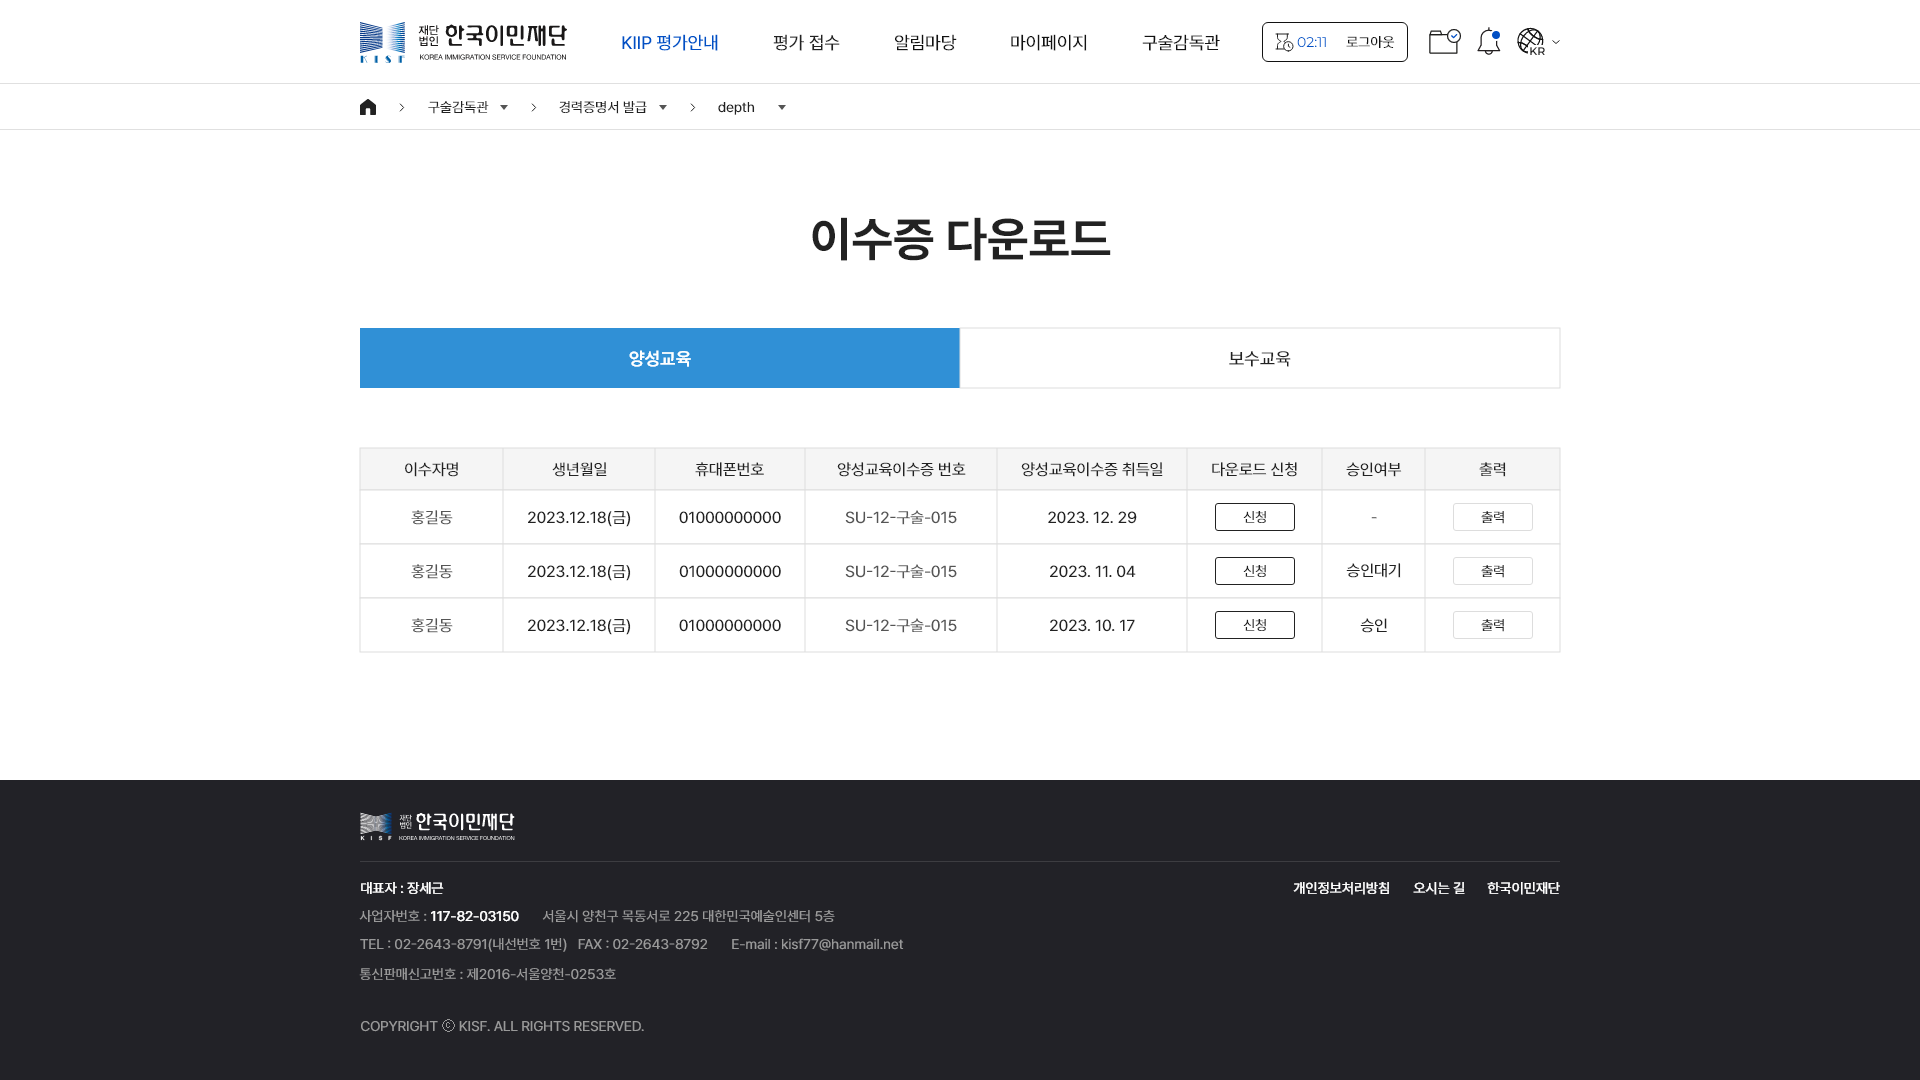 재단법인 한국이민재단
KISF KOREA IMMIGRATION SERVICE FOUNDATION
KIIP 평가안내 평가 접수 알림마당 마이페이지 구술감독관
02:11 로그아웃 KR
구술감독관 경력증명서 발급 depth
이수증 다운로드
양성교육 보수교육
이수자명 생년월일 휴대폰번호 양성교육이수증 번호 양성교육이수증 취득일 다운로드 신청 승인여부 출력
홍길동 2023.12.18(금) 01000000000 SU-12-구술-015 2023. 12. 29 신청 - 출력
홍길동 2023.12.18(금) 01000000000 SU-12-구술-015 2023. 11. 04 신청 승인대기 출력
홍길동 2023.12.18(금) 01000000000 SU-12-구술-015 2023. 10. 17 신청 승인 출력
재단법인 한국이민재단
KISF KOREA IMMIGRATION SERVICE FOUNDATION
대표자 : 장세근 개인정보처리방침 오시는 길 한국이민재단
사업자번호 : 117-82-03150 서울시 양천구 목동서로 225 대한민국예술인센터 5층
TEL : 02-2643-8791(내선번호 1번) FAX : 02-2643-8792 E-mail : kisf77@hanmail.net
통신판매신고번호 : 제2016-서울양천-0253호
COPYRIGHT ⓒ KISF. ALL RIGHTS RESERVED.